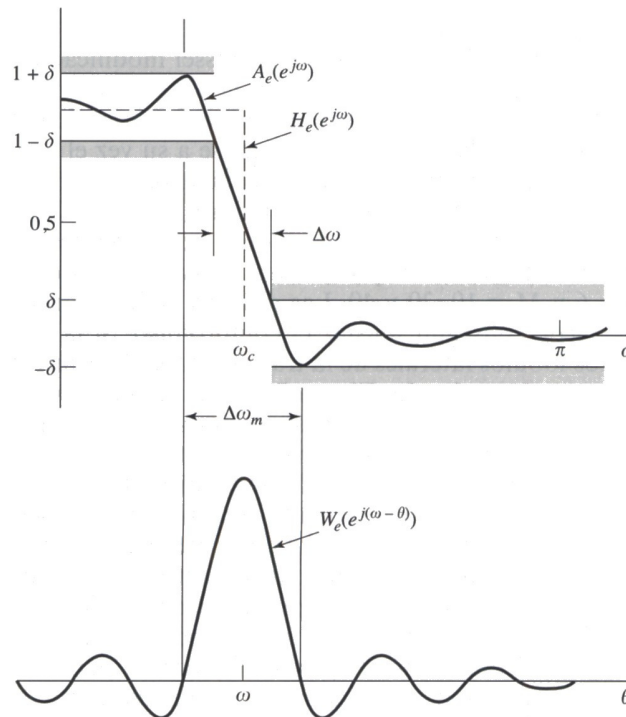 1 + δ
A_e(e^{jω})
H_e(e^{jω})
1 − δ
0,5
Δω
δ
ω_c
π
−δ
Δω_m
W_e(e^{j(ω − θ)})
ω